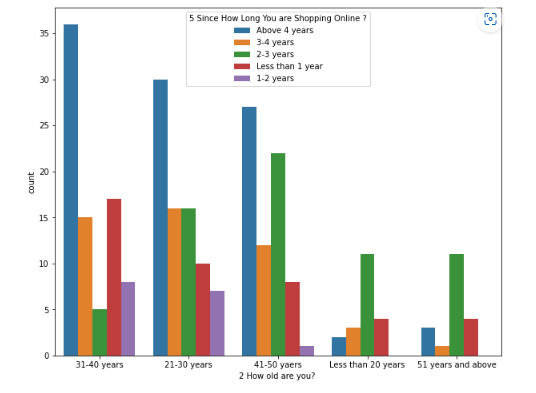 5 Since How Long You are Shopping Online ?
Above 4 years
3-4 years
2-3 years
Less than 1 year
1-2 years
35
30
25
20
15
10
5
0
count
31-40 years
21-30 years
41-50 yaers
Less than 20 years
51 years and above
2 How old are you?